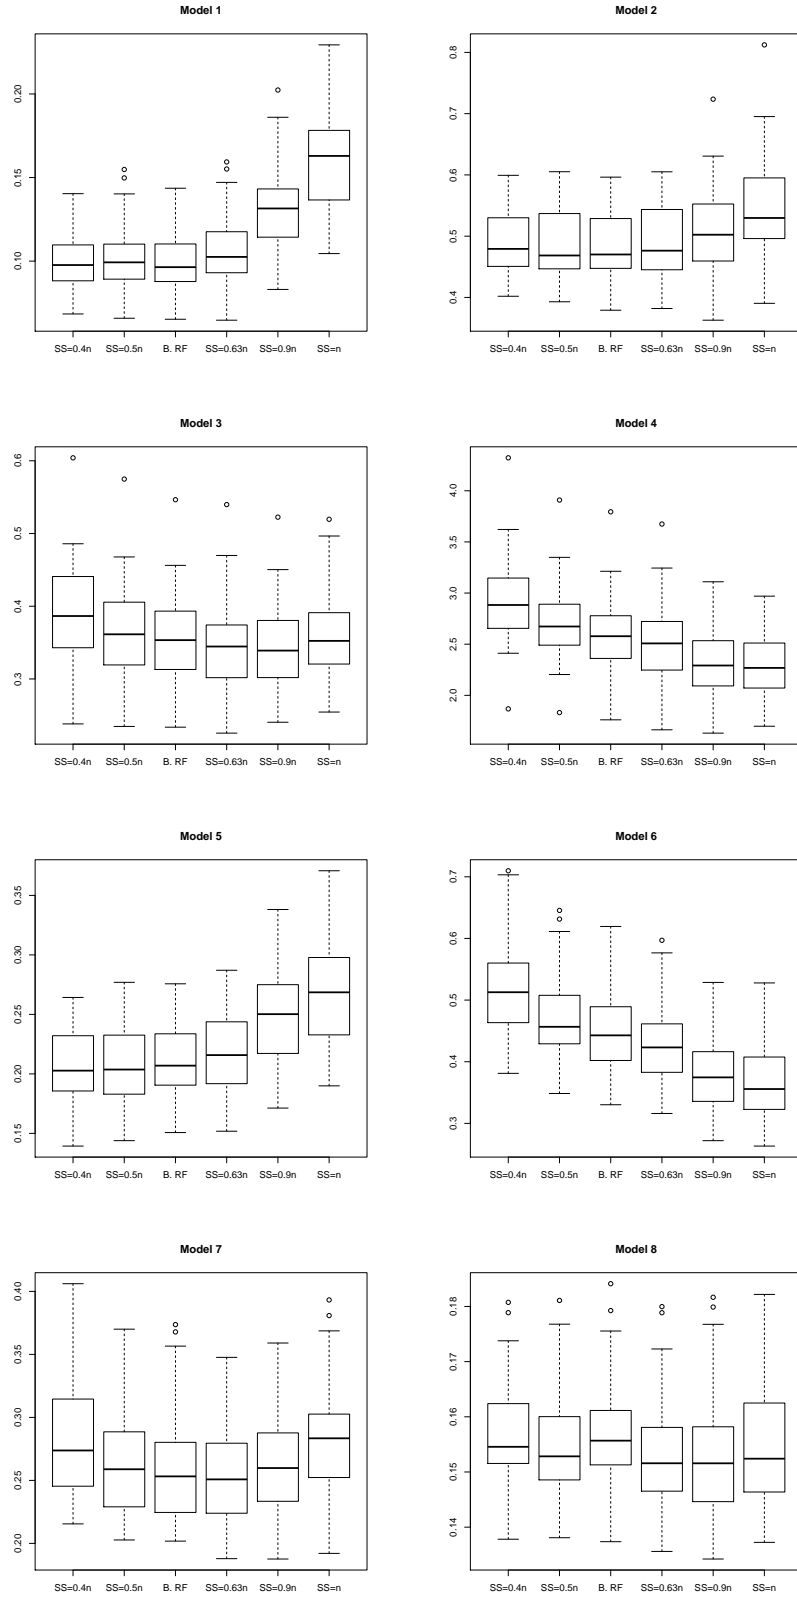 Model 1
0.20
0.15
0.10
SS=0.4n SS=0.5n B. RF SS=0.63n SS=0.9n SS=n
Model 2
0.8
0.7
0.6
0.5
0.4
SS=0.4n SS=0.5n B. RF SS=0.63n SS=0.9n SS=n
Model 3
0.6
0.5
0.4
0.3
SS=0.4n SS=0.5n B. RF SS=0.63n SS=0.9n SS=n
Model 4
4.0
3.5
3.0
2.5
2.0
SS=0.4n SS=0.5n B. RF SS=0.63n SS=0.9n SS=n
Model 5
0.35
0.30
0.25
0.20
0.15
SS=0.4n SS=0.5n B. RF SS=0.63n SS=0.9n SS=n
Model 6
0.7
0.6
0.5
0.4
0.3
SS=0.4n SS=0.5n B. RF SS=0.63n SS=0.9n SS=n
Model 7
0.40
0.35
0.30
0.25
0.20
SS=0.4n SS=0.5n B. RF SS=0.63n SS=0.9n SS=n
Model 8
0.18
0.17
0.16
0.15
0.14
SS=0.4n SS=0.5n B. RF SS=0.63n SS=0.9n SS=n